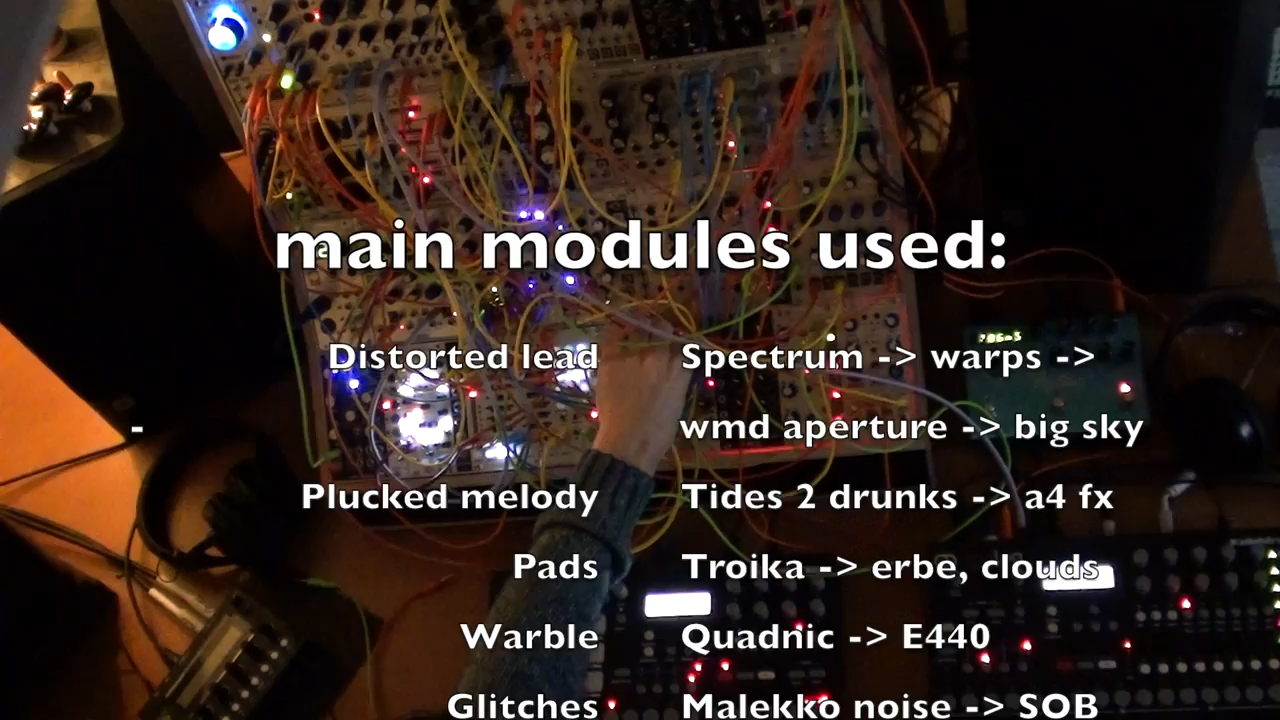 main modules used:
Distorted lead Spectrum -> warps ->
- wmd aperture -> big sky
Plucked melody Tides 2 drunks -> a4 fx
Pads Troika -> erbe, clouds
Warble Quadnic -> E440
Glitches Malekko noise -> SOB